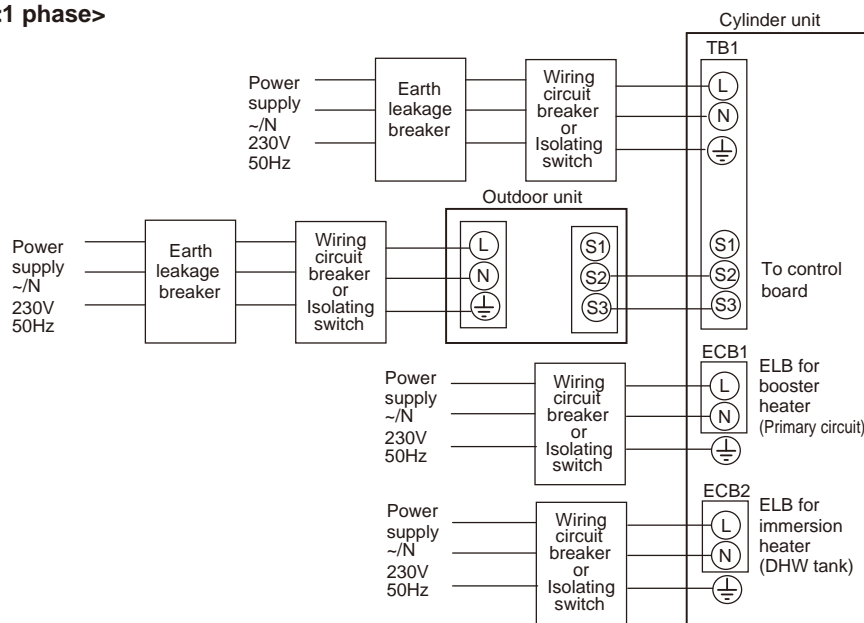 :1 phase>
Cylinder unit
TB1
Power
supply
~/N
230V
50Hz
Earth
leakage
breaker
Wiring
circuit
breaker
or
Isolating
switch
L
N
Outdoor unit
Power
supply
~/N
230V
50Hz
Earth
leakage
breaker
Wiring
circuit
breaker
or
Isolating
switch
L
N
S1
S2
S3
S1
S2
S3
To control
board
ECB1
Power
supply
~/N
230V
50Hz
Wiring
circuit
breaker
or
Isolating
switch
L
N
ELB for
booster
heater
(Primary circuit)
ECB2
Power
supply
~/N
230V
50Hz
Wiring
circuit
breaker
or
Isolating
switch
L
N
ELB for
immersion
heater
(DHW tank)